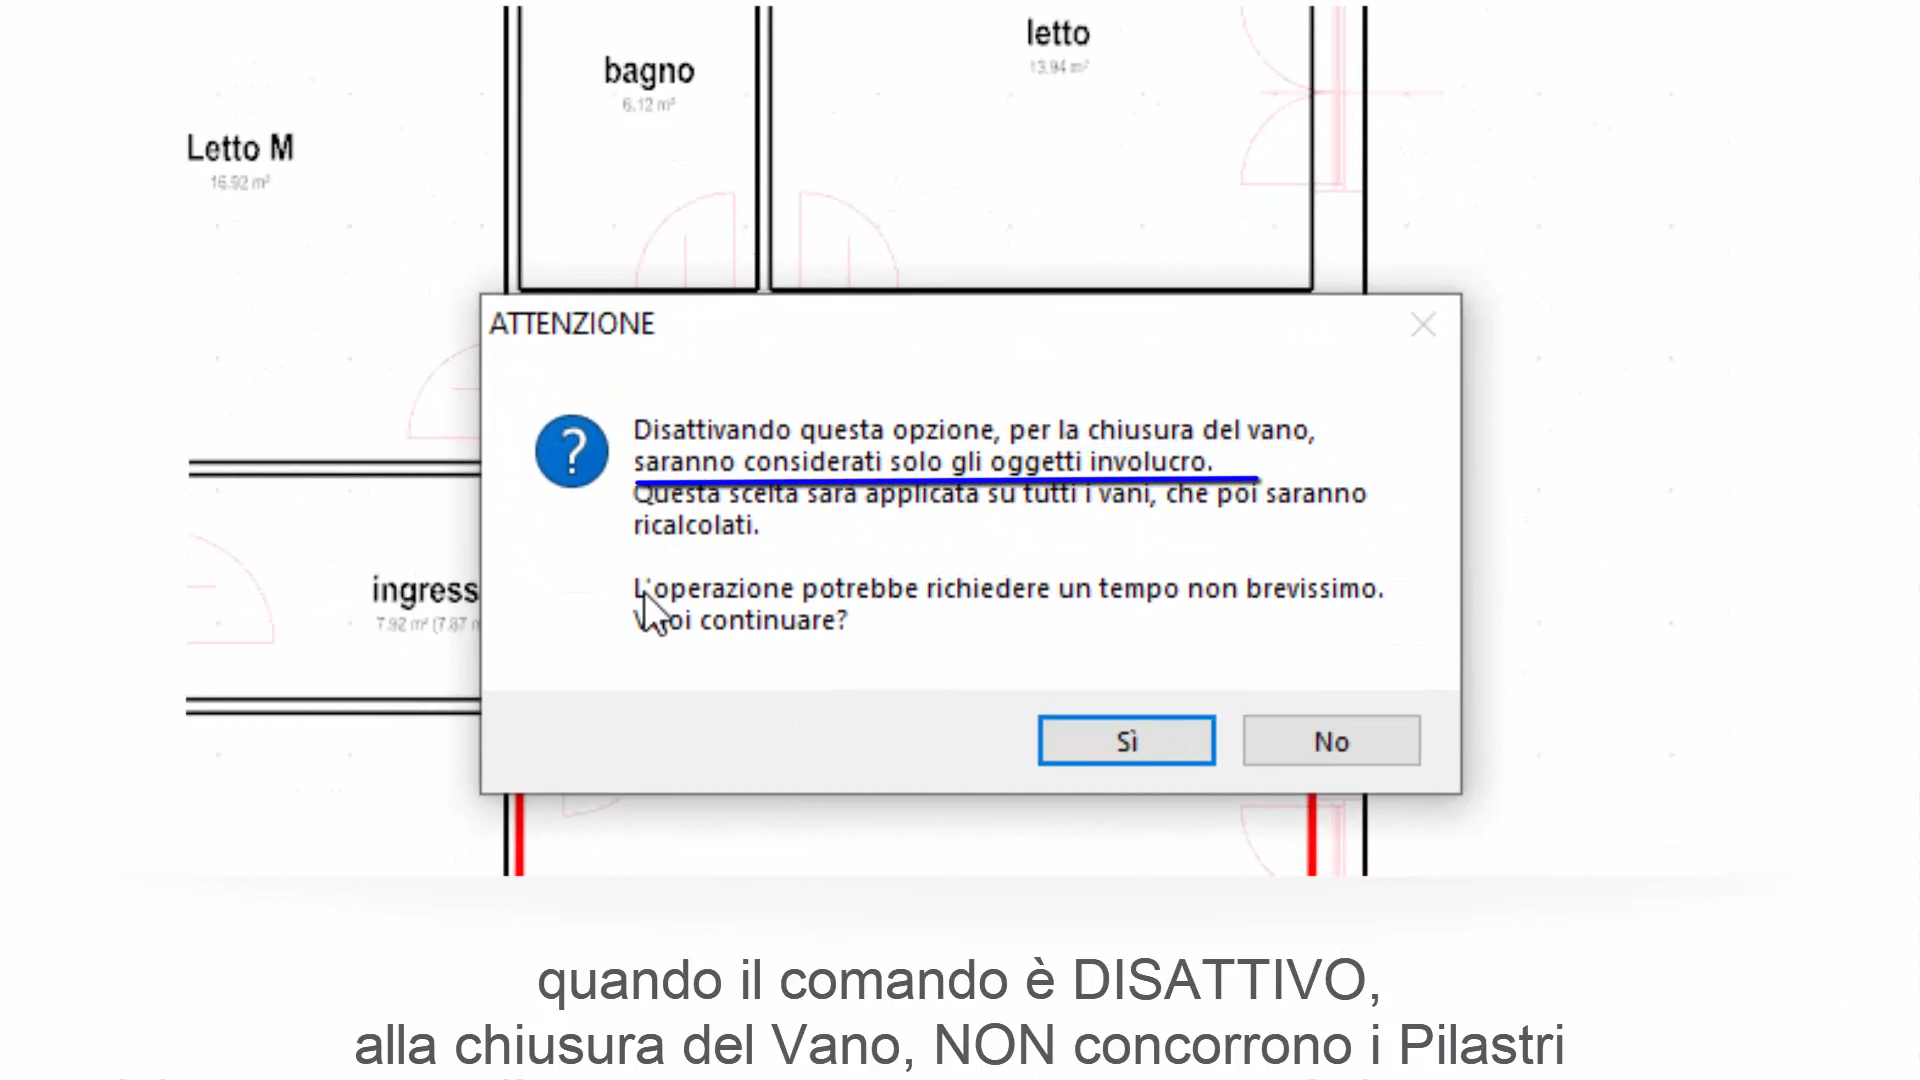 letto
13.94 m²
bagno
6.12 m²
Letto M
16.92 m²
ATTENZIONE
?
Disattivando questa opzione, per la chiusura del vano,
saranno considerati solo gli oggetti involucro.
Questa scelta sarà applicata su tutti i vani, che poi saranno
ricalcolati.
L'operazione potrebbe richiedere un tempo non brevissimo.
Vuoi continuare?
ingress
7.92 m² (7.87 m
Sì
No
quando il comando è DISATTIVO,
alla chiusura del Vano, NON concorrono i Pilastri